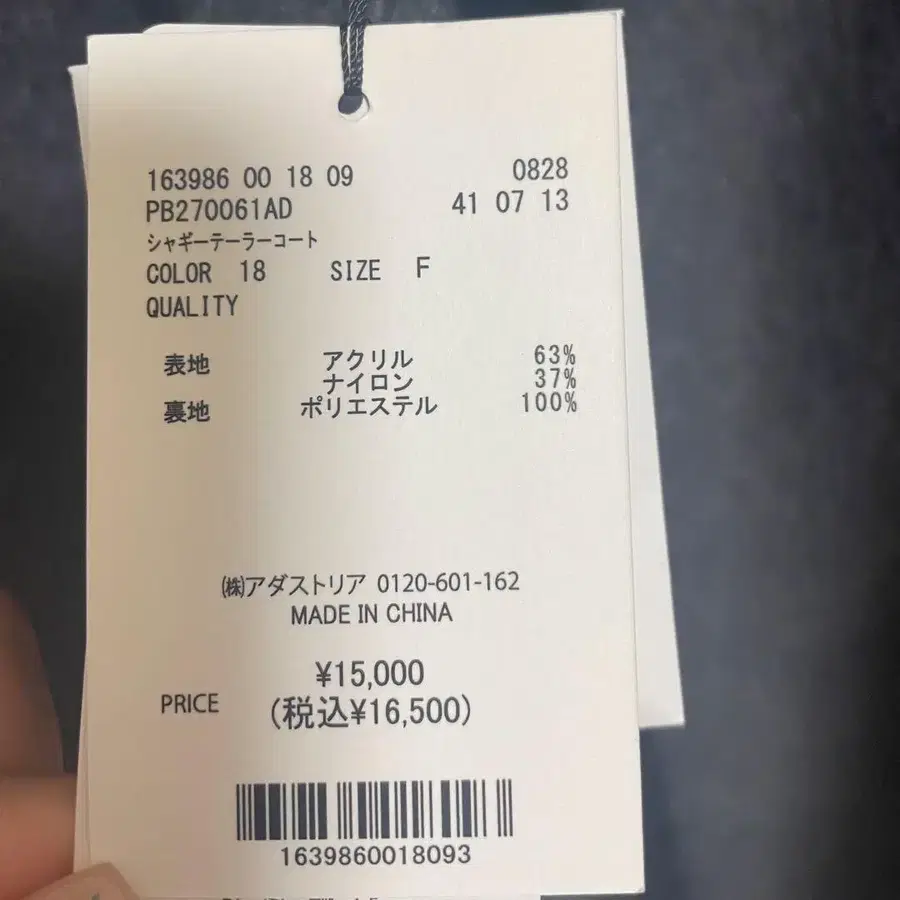 163986 00 18 09 0828
PB270061AD 41 07 13
シャギーテーラーコート
COLOR 18 SIZE F
QUALITY
表地 アクリル 63%
ナイロン 37%
裏地 ポリエステル 100%
㈱アダストリア 0120-601-162
MADE IN CHINA
¥15,000
PRICE (税込¥16,500)
1639860018093